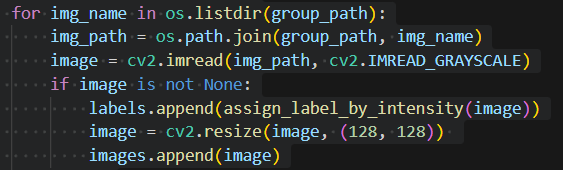 for img_name in os.listdir(group_path):
    img_path = os.path.join(group_path, img_name)
    image = cv2.imread(img_path, cv2.IMREAD_GRAYSCALE)
    if image is not None:
        labels.append(assign_label_by_intensity(image))
        image = cv2.resize(image, (128, 128))
        images.append(image)